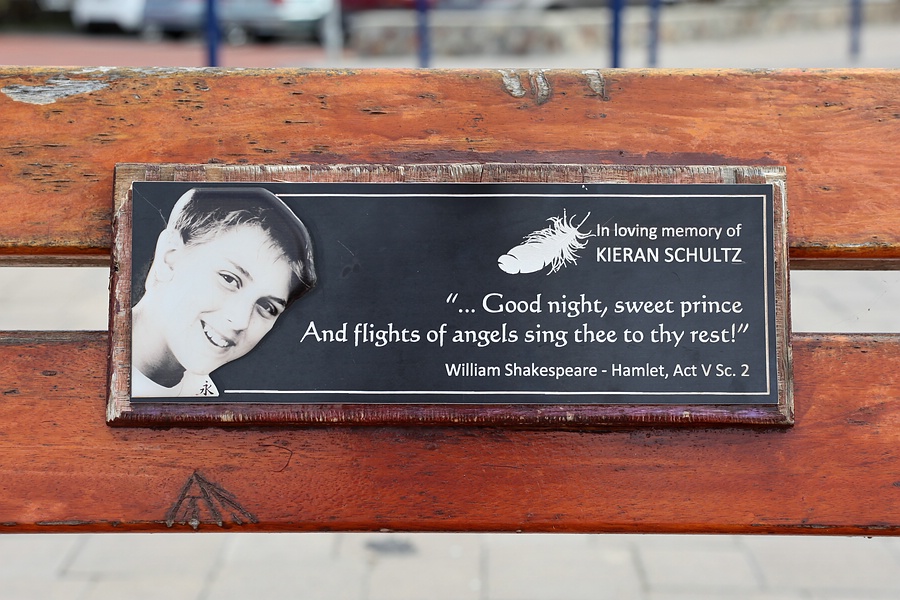 In loving memory of
KIERAN SCHULTZ
“... Good night, sweet prince
And flights of angels sing thee to thy rest!”
William Shakespeare - Hamlet, Act V Sc. 2
永